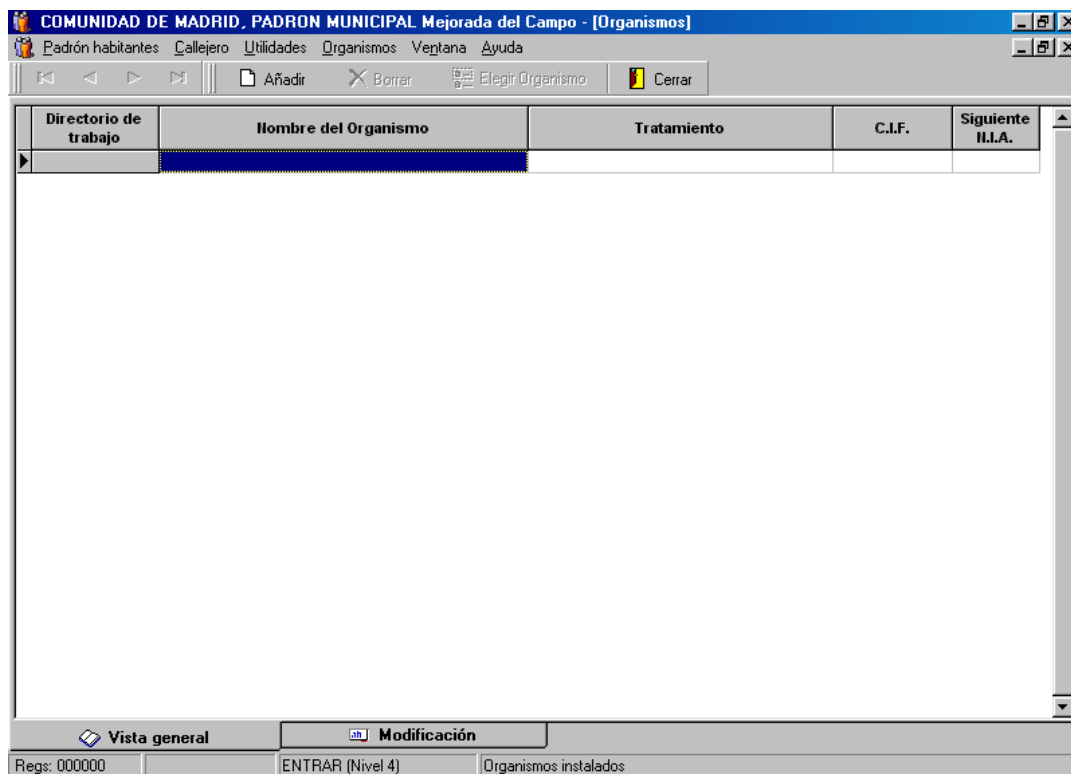 COMUNIDAD DE MADRID, PADRON MUNICIPAL Mejorada del Campo - [Organismos]
Padrón habitantes Callejero Utilidades Organismos Ventana Ayuda
Añadir Borrar Elegir Organismo Cerrar
Directorio de trabajo Nombre del Organismo Tratamiento C.I.F. Siguiente N.I.A.
Vista general Modificación
Regs: 000000 ENTRAR (Nivel 4) Organismos instalados